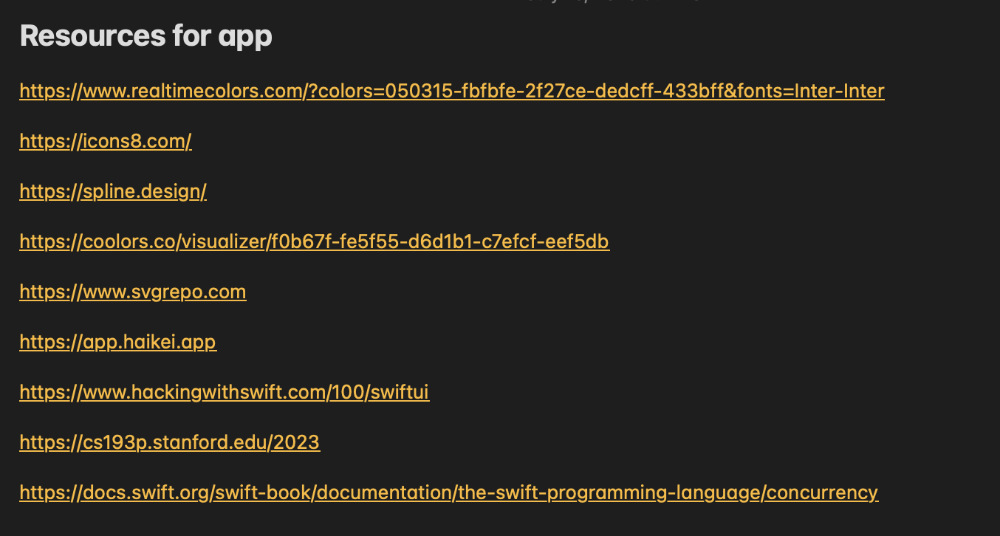 Resources for app
https://www.realtimecolors.com/?colors=050315-fbfbfe-2f27ce-dedcff-433bff&fonts=Inter-Inter
https://icons8.com/
https://spline.design/
https://coolors.co/visualizer/f0b67f-fe5f55-d6d1b1-c7efcf-eef5db
https://www.svgrepo.com
https://app.haikei.app
https://www.hackingwithswift.com/100/swiftui
https://cs193p.stanford.edu/2023
https://docs.swift.org/swift-book/documentation/the-swift-programming-language/concurrency